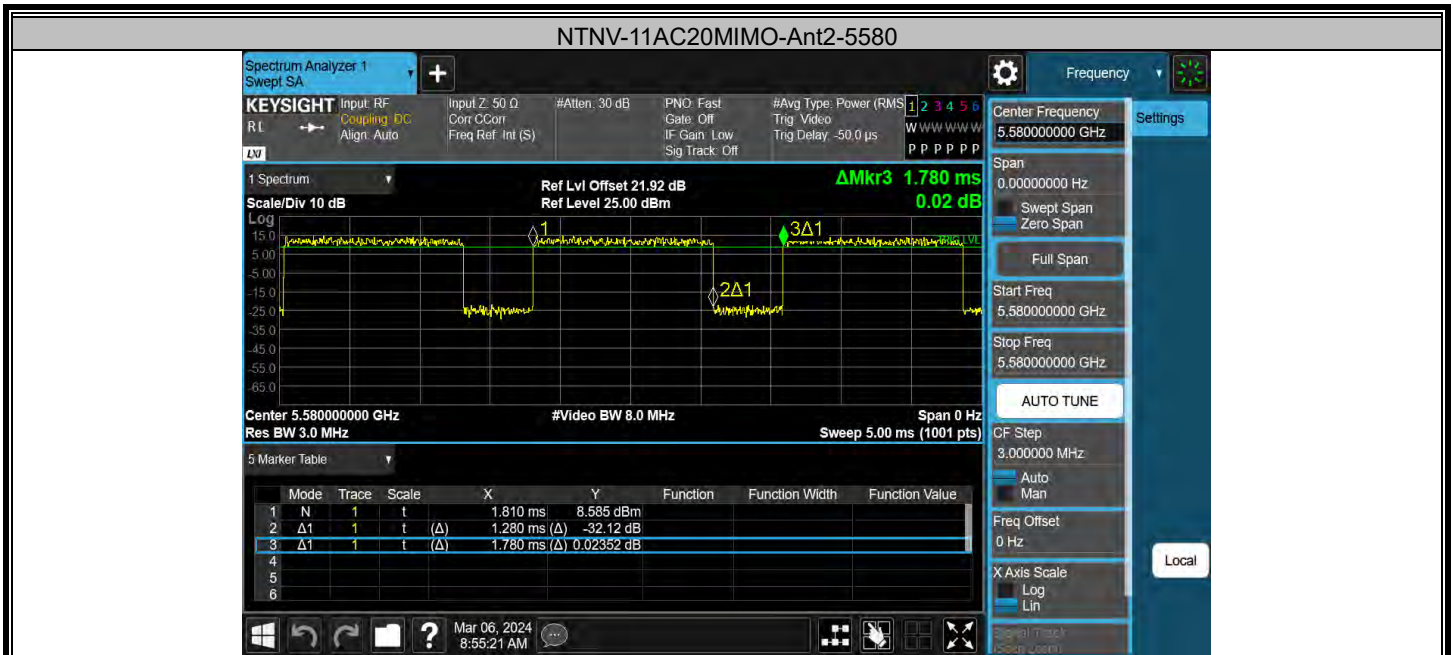 NTNV-11AC20MIMO-Ant2-5580
Spectrum Analyzer 1
Swept SA
+
Frequency
KEYSIGHT
RL
LXI
Input: RF
Coupling: DC
Align: Auto
Input Z: 50 Ω
Corr CCorr
Freq Ref: Int (S)
#Atten: 30 dB
PNO: Fast
Gate: Off
IF Gain: Low
Sig Track: Off
#Avg Type: Power (RMS
Trig: Video
Trig Delay: -50.0 µs
1 2 3 4 5 6
W W W W W W
P P P P P P
1 Spectrum
Scale/Div 10 dB
Ref Lvl Offset 21.92 dB
Ref Level 25.00 dBm
ΔMkr3 1.780 ms
0.02 dB
Log
15.0
5.00
-5.00
-15.0
-25.0
-35.0
-45.0
-55.0
-65.0
1
2Δ1
3Δ1
TRIG LVL
Center 5.580000000 GHz
#Video BW 8.0 MHz
Span 0 Hz
Res BW 3.0 MHz
Sweep 5.00 ms (1001 pts)
5 Marker Table
Mode Trace Scale X Y Function Function Width Function Value
1 N 1 t 1.810 ms 8.585 dBm
2 Δ1 1 t (Δ) 1.280 ms (Δ) -32.12 dB
3 Δ1 1 t (Δ) 1.780 ms (Δ) 0.02352 dB
4
5
6
Mar 06, 2024
8:55:21 AM
Center Frequency
5.580000000 GHz
Settings
Span
0.00000000 Hz
Swept Span
Zero Span
Full Span
Start Freq
5.580000000 GHz
Stop Freq
5.580000000 GHz
AUTO TUNE
CF Step
3.000000 MHz
Auto
Man
Freq Offset
0 Hz
X Axis Scale
Log
Lin
Local
Signal Track
(Span Zoom)